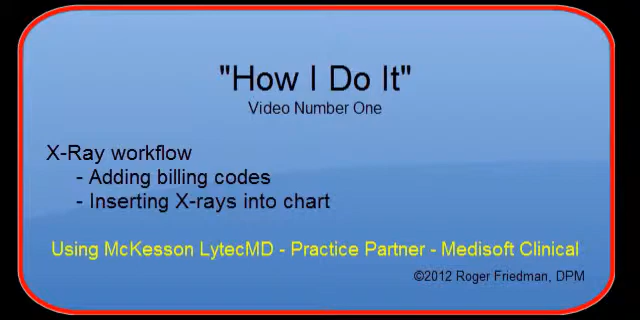 "How I Do It"
Video Number One
X-Ray workflow
- Adding billing codes
- Inserting X-rays into chart
Using McKesson LytecMD - Practice Partner - Medisoft Clinical
©2012 Roger Friedman, DPM